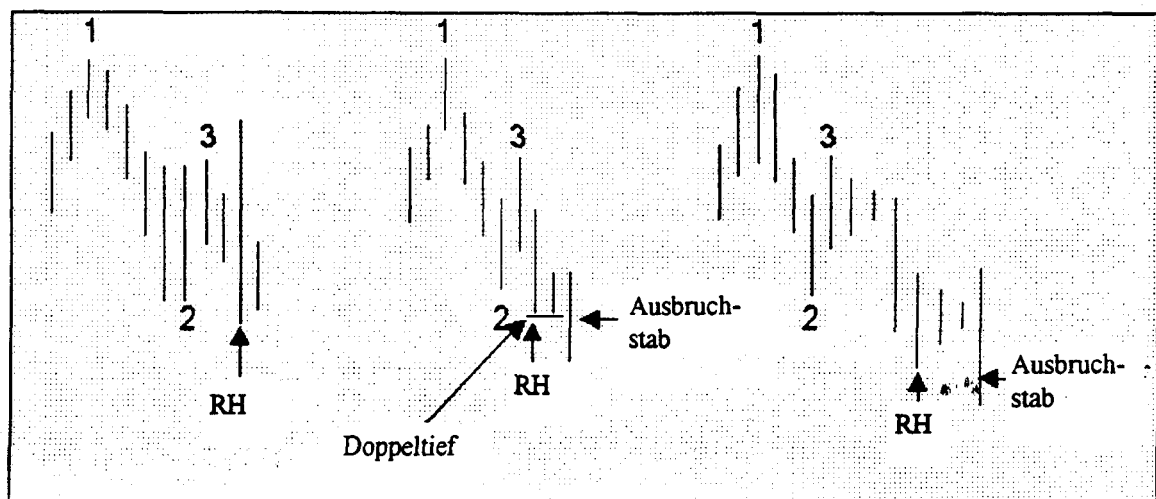 1
3
2
RH
1
3
2
Ausbruch-
stab
RH
Doppeltief
1
3
2
Ausbruch-
stab
RH